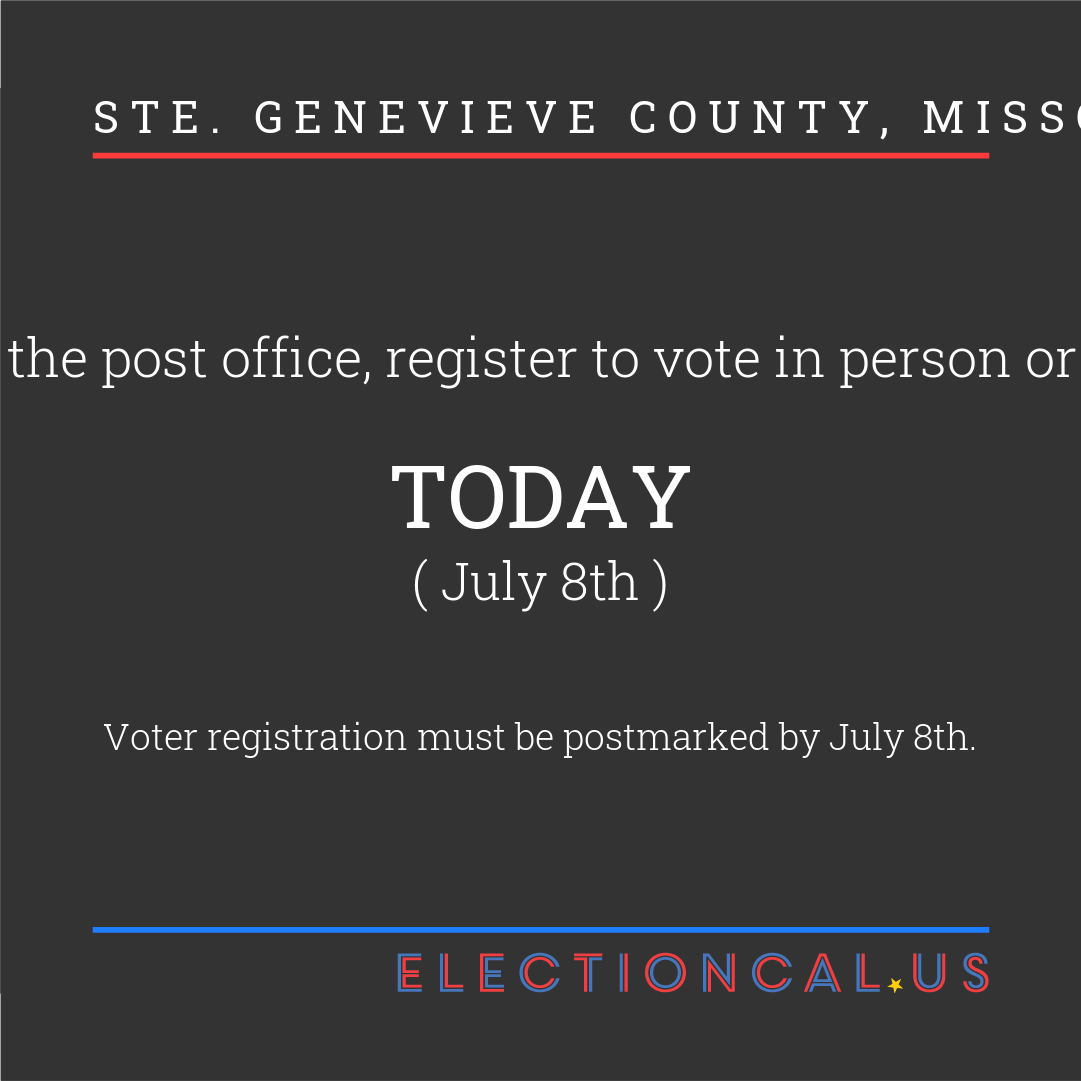 STE. GENEVIEVE COUNTY, MISS
the post office, register to vote in person or
TODAY
( July 8th )
Voter registration must be postmarked by July 8th.
ELECTIONCAL.US